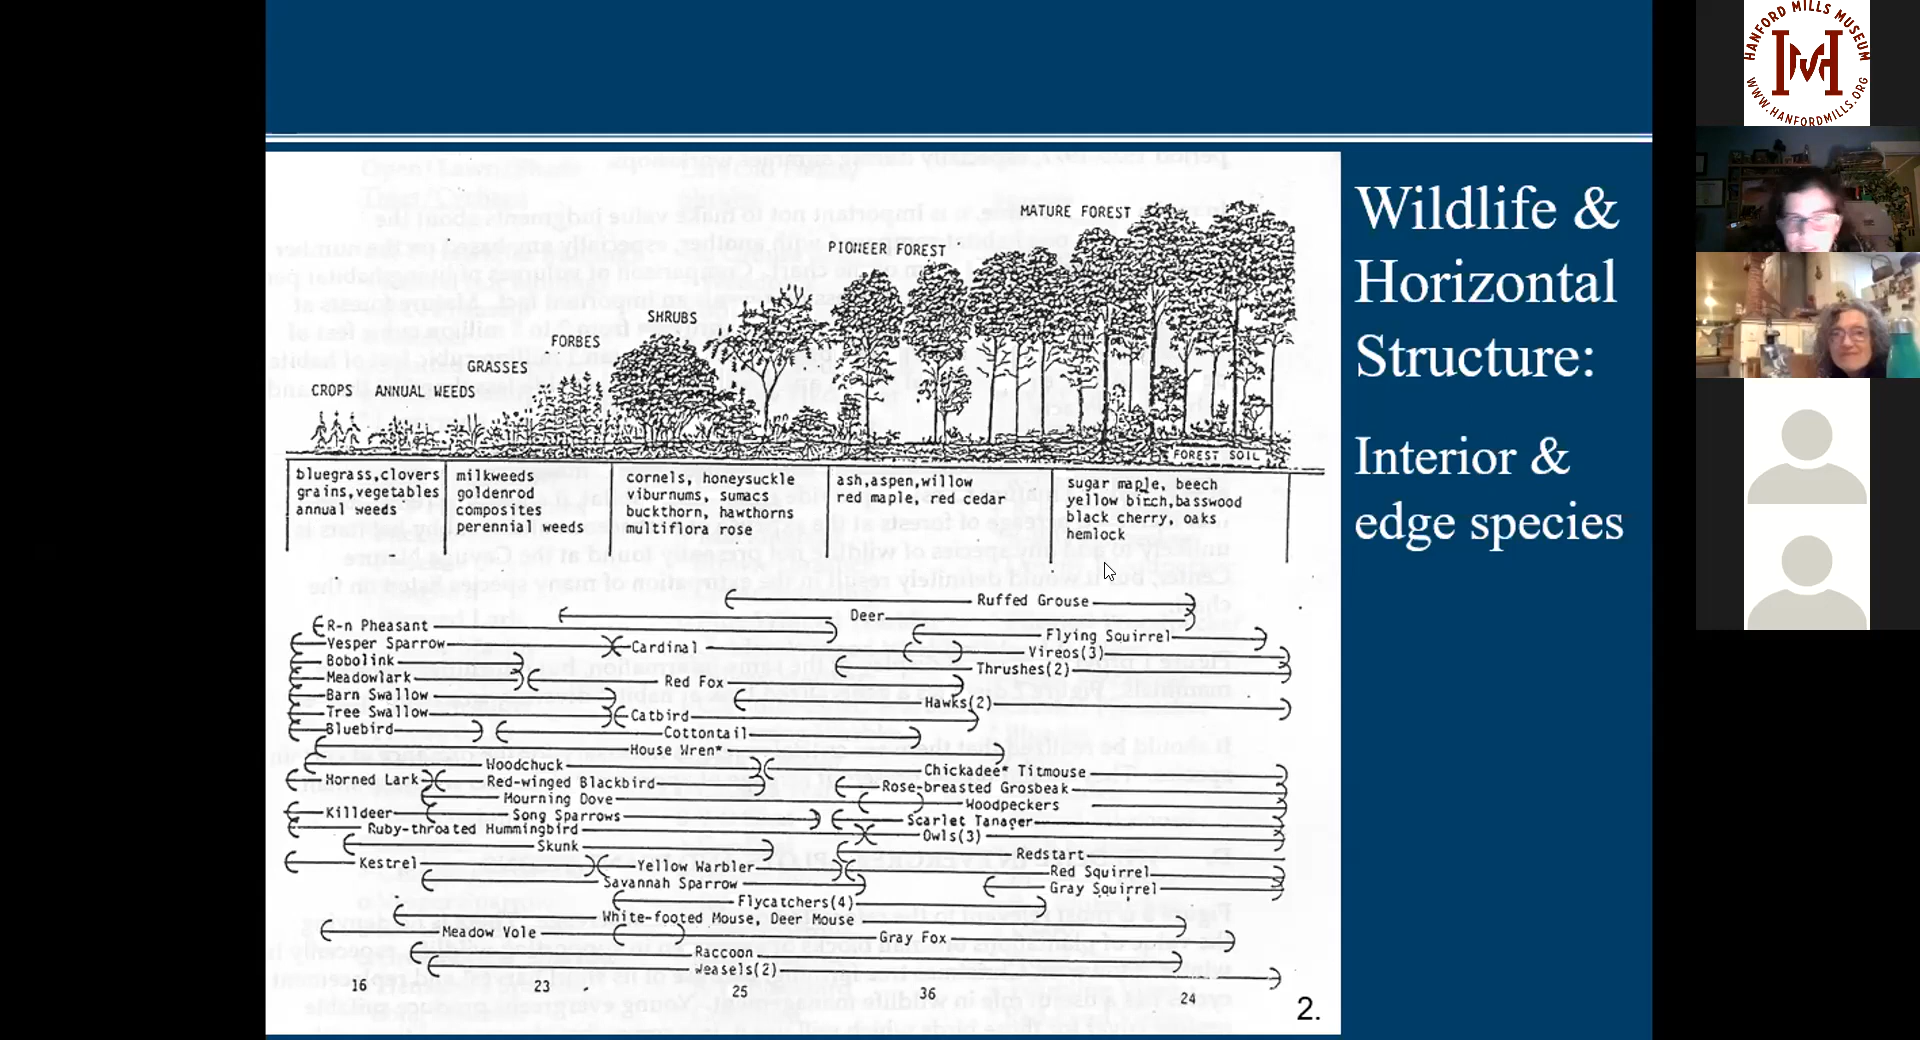 HANFORD MILLS MUSEUM
WWW.HANFORDMILLS.ORG
Wildlife &
Horizontal
Structure:
Interior &
edge species
MATURE FOREST
PIONEER FOREST
SHRUBS
FORBES
GRASSES
CROPS ANNUAL WEEDS
FOREST SOIL
bluegrass,clovers
grains,vegetables
annual weeds
milkweeds
goldenrod
composites
perennial weeds
cornels, honeysuckle
viburnums, sumacs
buckthorn, hawthorns
multiflora rose
ash,aspen,willow
red maple, red cedar
sugar maple, beech
yellow birch,basswood
black cherry, oaks
hemlock
Ruffed Grouse
Deer
R-n Pheasant
Flying Squirrel
Vesper Sparrow
Cardinal
Vireos(3)
Bobolink
Thrushes(2)
Meadowlark
Red Fox
Barn Swallow
Hawks(2)
Tree Swallow
Catbird
Bluebird
Cottontail
House Wren*
Woodchuck
Chickadee* Titmouse
Horned Lark
Red-winged Blackbird
Rose-breasted Grosbeak
Mourning Dove
Woodpeckers
Killdeer
Song Sparrows
Scarlet Tanager
Ruby-throated Hummingbird
Owls(3)
Skunk
Redstart
Kestrel
Yellow Warbler
Red Squirrel
Savannah Sparrow
Gray Squirrel
Flycatchers(4)
White-footed Mouse, Deer Mouse
Meadow Vole
Gray Fox
Raccoon
Weasels(2)
16 23 25 36 24
2.